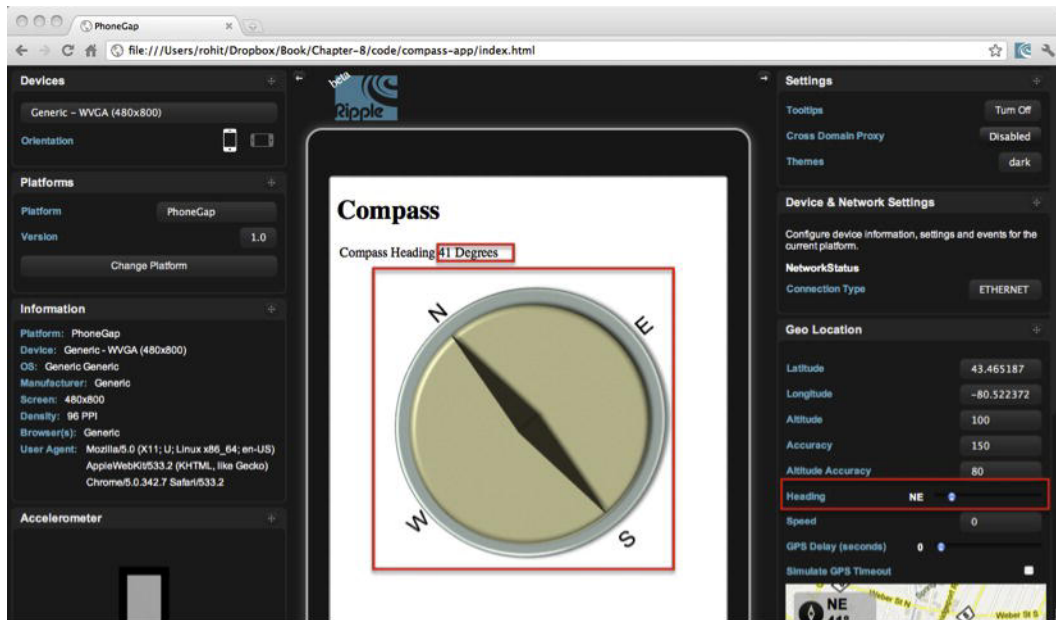 PhoneGap
file:///Users/rohit/Dropbox/Book/Chapter-8/code/compass-app/index.html
Devices
Generic - WVGA (480x800)
Orientation
Platforms
Platform PhoneGap
Version 1.0
Change Platform
Information
Platform: PhoneGap
Device: Generic - WVGA (480x800)
OS: Generic Generic
Manufacturer: Generic
Screen: 480x800
Density: 96 PPI
Browser(s): Generic
User Agent: Mozilla/5.0 (X11; U; Linux x86_64; en-US)
AppleWebKit/533.2 (KHTML, like Gecko)
Chrome/5.0.342.7 Safari/533.2
Accelerometer
beta
Ripple
Compass
Compass Heading 41 Degrees
N
E
W
S
Settings
Tooltips Turn Off
Cross Domain Proxy Disabled
Themes dark
Device & Network Settings
Configure device information, settings and events for the
current platform.
NetworkStatus
Connection Type ETHERNET
Geo Location
Latitude 43.465187
Longitude -80.522372
Altitude 100
Accuracy 150
Altitude Accuracy 80
Heading NE
Speed 0
GPS Delay (seconds) 0
Simulate GPS Timeout
NE
Weber St N
Weber St S